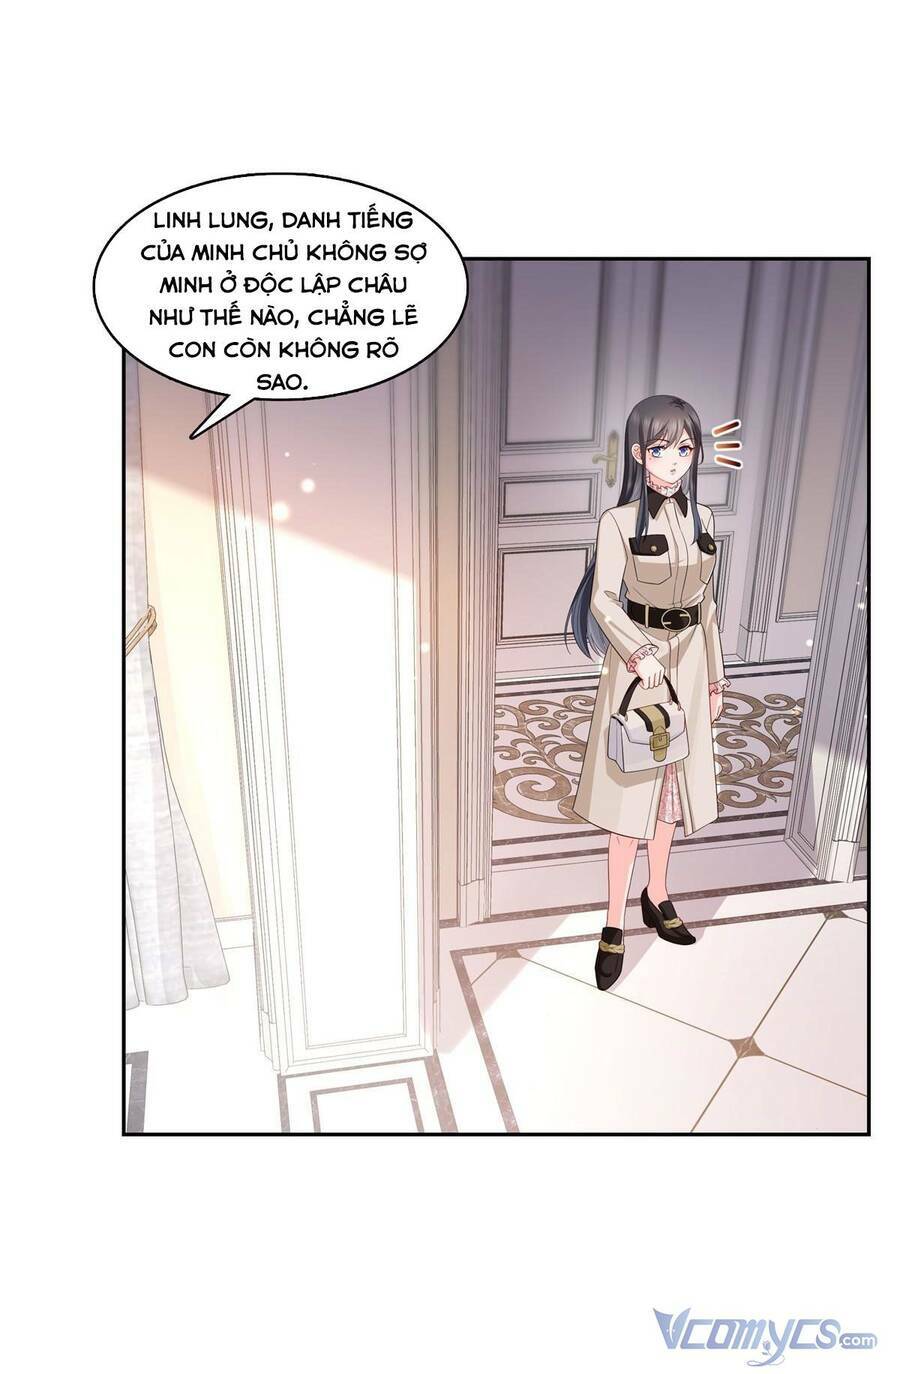 LINH LUNG, DANH TIẾNG
CỦA MINH CHỦ KHÔNG SỢ
MINH Ở ĐỘC LẬP CHÂU
NHƯ THẾ NÀO, CHẲNG LẼ
CON CÒN KHÔNG RÕ
SAO.
VCOMYCS.com